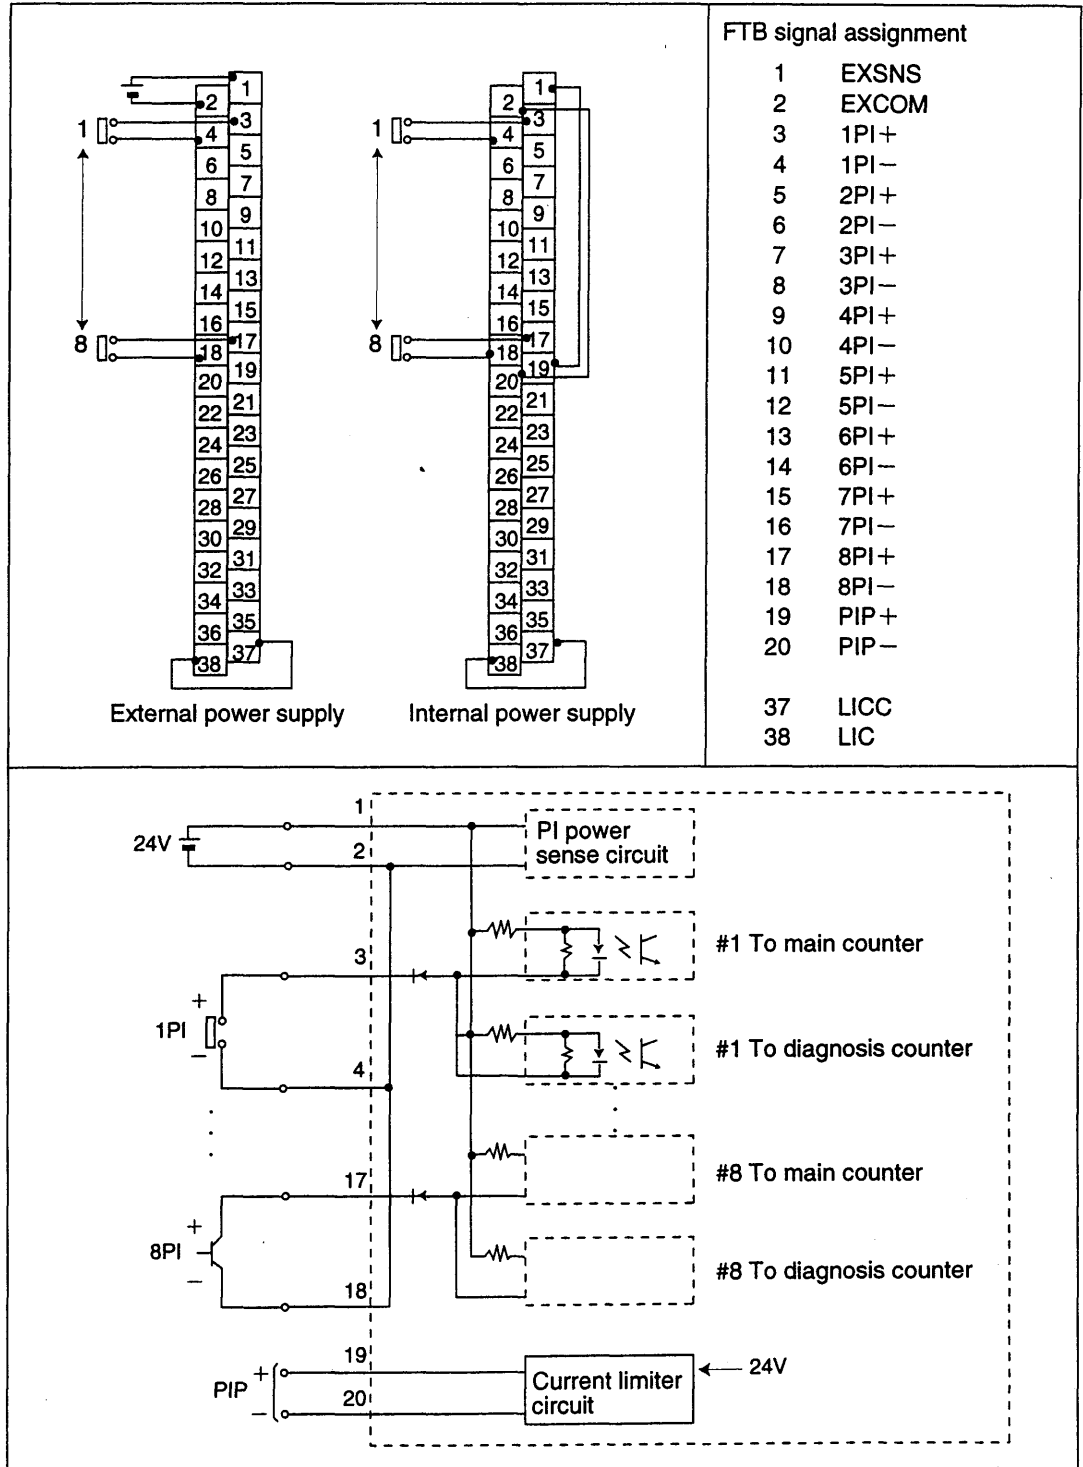 FTB signal assignment
1 EXSNS
2 EXCOM
3 1PI+
4 1PI−
5 2PI+
6 2PI−
7 3PI+
8 3PI−
9 4PI+
10 4PI−
11 5PI+
12 5PI−
13 6PI+
14 6PI−
15 7PI+
16 7PI−
17 8PI+
18 8PI−
19 PIP+
20 PIP−
37 LICC
38 LIC
1
8
1
2
3
4
5
6
7
8
9
10
11
12
13
14
15
16
17
18
19
20
21
22
23
24
25
26
27
28
29
30
31
32
33
34
35
36
37
38
External power supply
1
8
1
2
3
4
5
6
7
8
9
10
11
12
13
14
15
16
17
18
19
20
21
22
23
24
25
26
27
28
29
30
31
32
33
34
35
36
37
38
Internal power supply
1
24V
2
PI power
sense circuit
#1 To main counter
3
+
1PI
−
4
#1 To diagnosis counter
#8 To main counter
17
+
8PI
−
18
#8 To diagnosis counter
19
+
PIP
−
20
Current limiter
circuit
24V